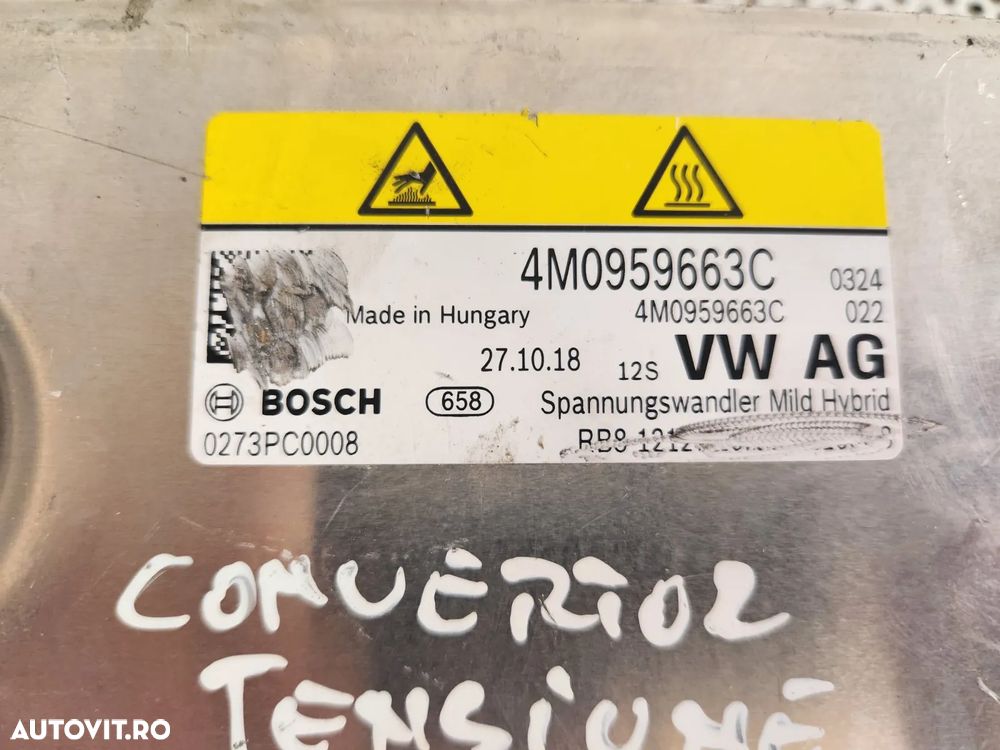 4M0959663C 0324
4M0959663C 022
Made in Hungary
27.10.18 12S VW AG
BOSCH 658 Spannungswandler Mild Hybrid
0273PC0008
CONVERTOR
TENSIUNE
AUTOVIT.RO